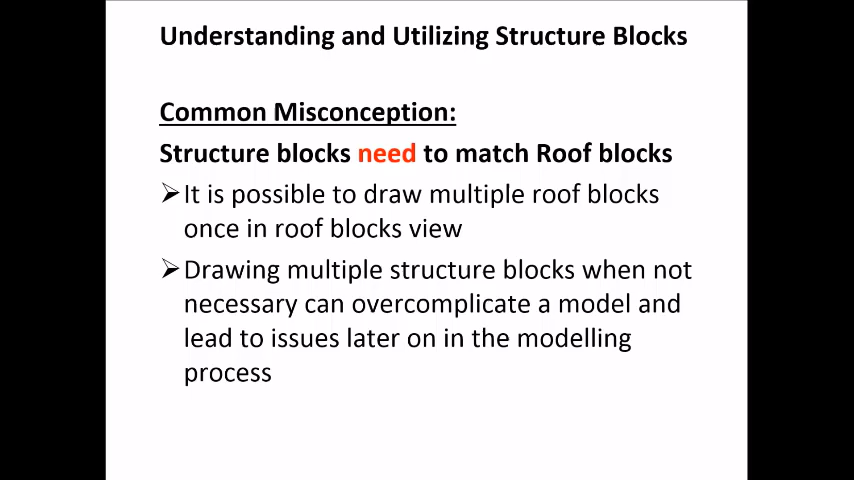 Understanding and Utilizing Structure Blocks
Common Misconception:
Structure blocks need to match Roof blocks
➢It is possible to draw multiple roof blocks
once in roof blocks view
➢Drawing multiple structure blocks when not
necessary can overcomplicate a model and
lead to issues later on in the modelling
process